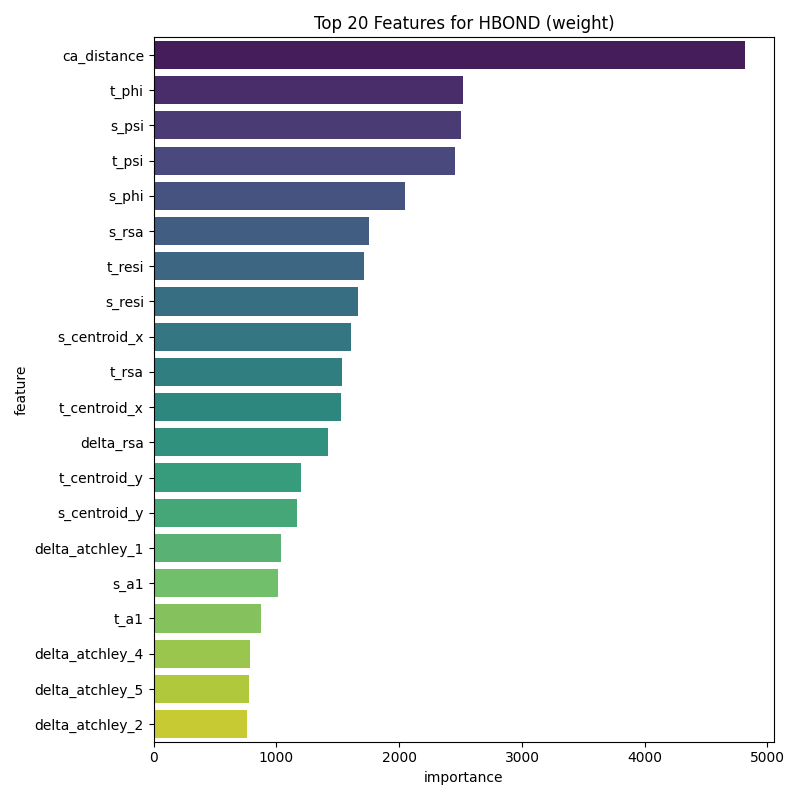 Top 20 Features for HBOND (weight)
feature
ca_distance
t_phi
s_psi
t_psi
s_phi
s_rsa
t_resi
s_resi
s_centroid_x
t_rsa
t_centroid_x
delta_rsa
t_centroid_y
s_centroid_y
delta_atchley_1
s_a1
t_a1
delta_atchley_4
delta_atchley_5
delta_atchley_2
0 1000 2000 3000 4000 5000
importance